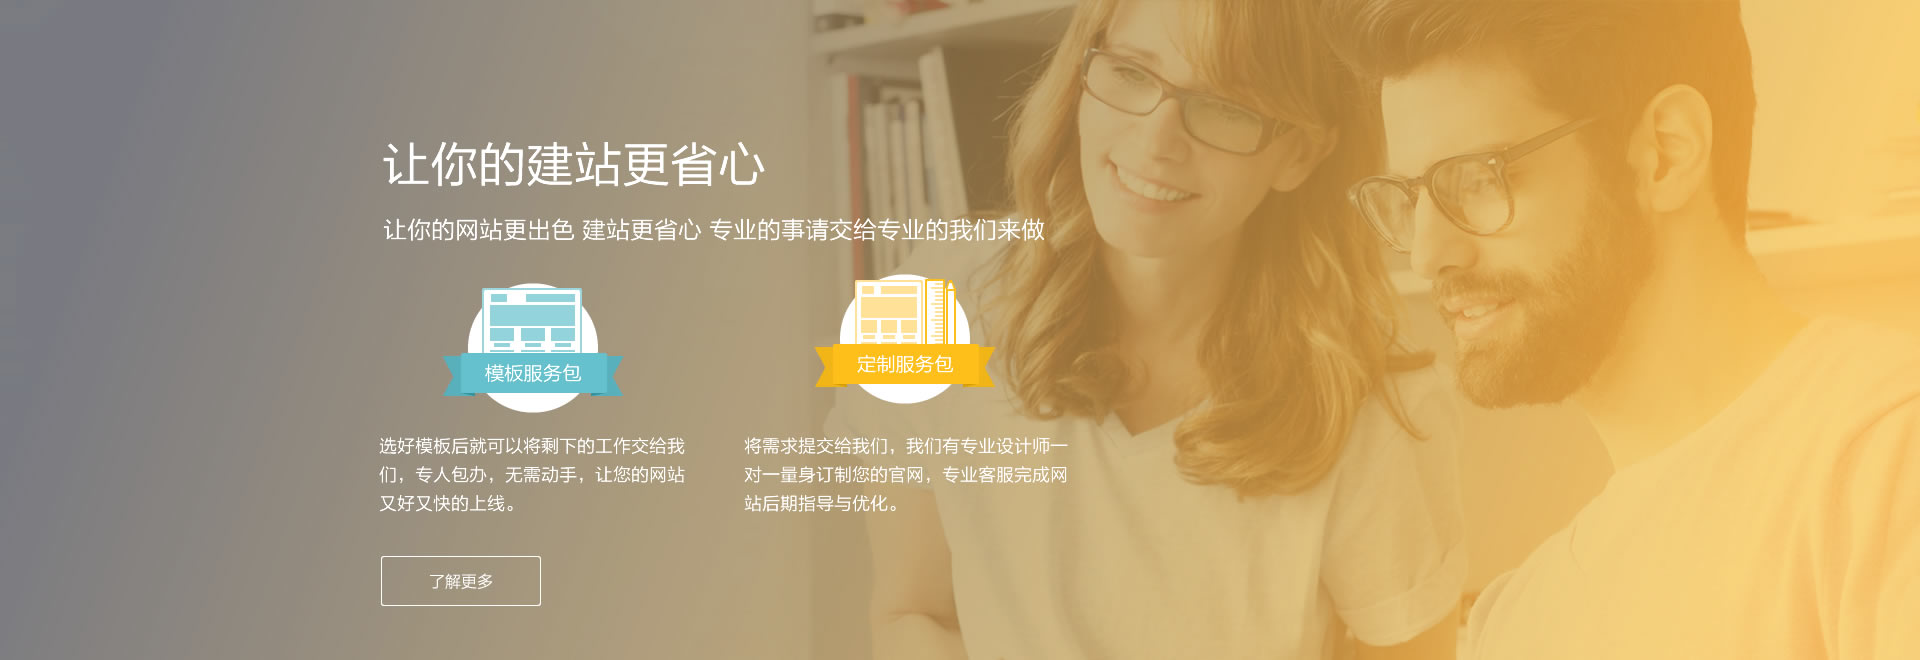 让你的建站更省心
让你的网站更出色 建站更省心 专业的事请交给专业的我们来做
模板服务包
定制服务包
选好模板后就可以将剩下的工作交给我
们，专人包办，无需动手，让您的网站
又好又快的上线。
将需求提交给我们，我们有专业设计师一
对一量身订制您的官网，专业客服完成网
站后期指导与优化。
了解更多